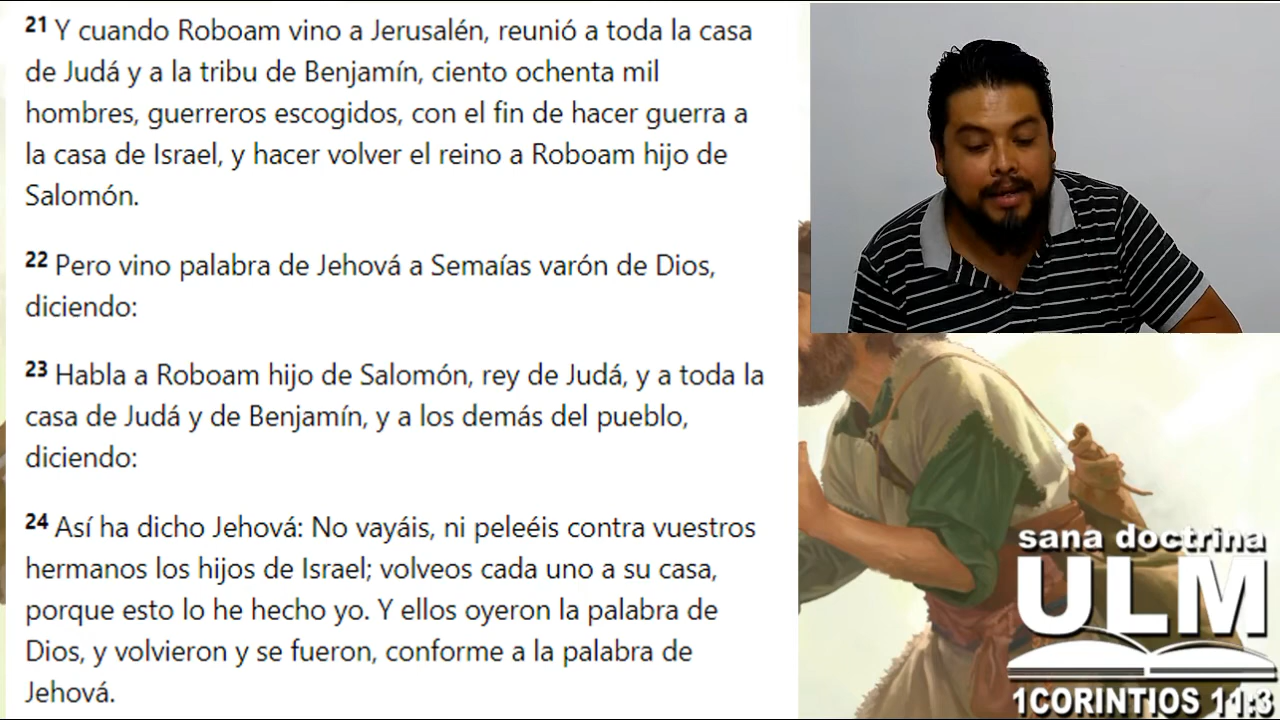 21 Y cuando Roboam vino a Jerusalén, reunió a toda la casa
de Judá y a la tribu de Benjamín, ciento ochenta mil
hombres, guerreros escogidos, con el fin de hacer guerra a
la casa de Israel, y hacer volver el reino a Roboam hijo de
Salomón.
22 Pero vino palabra de Jehová a Semaías varón de Dios,
diciendo:
23 Habla a Roboam hijo de Salomón, rey de Judá, y a toda la
casa de Judá y de Benjamín, y a los demás del pueblo,
diciendo:
24 Así ha dicho Jehová: No vayáis, ni peleéis contra vuestros
hermanos los hijos de Israel; volveos cada uno a su casa,
porque esto lo he hecho yo. Y ellos oyeron la palabra de
Dios, y volvieron y se fueron, conforme a la palabra de
Jehová.
sana doctrina
ULM
1CORINTIOS 11:3